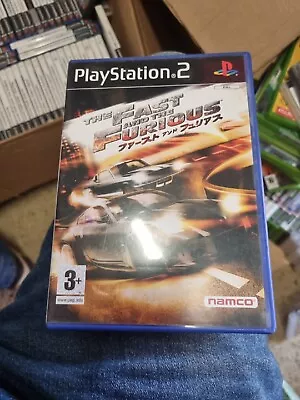 PlayStation.2
THE FAST
AND THE
FURIOUS
ファースト アンド フュリアス
3+
www.pegi.info
namco